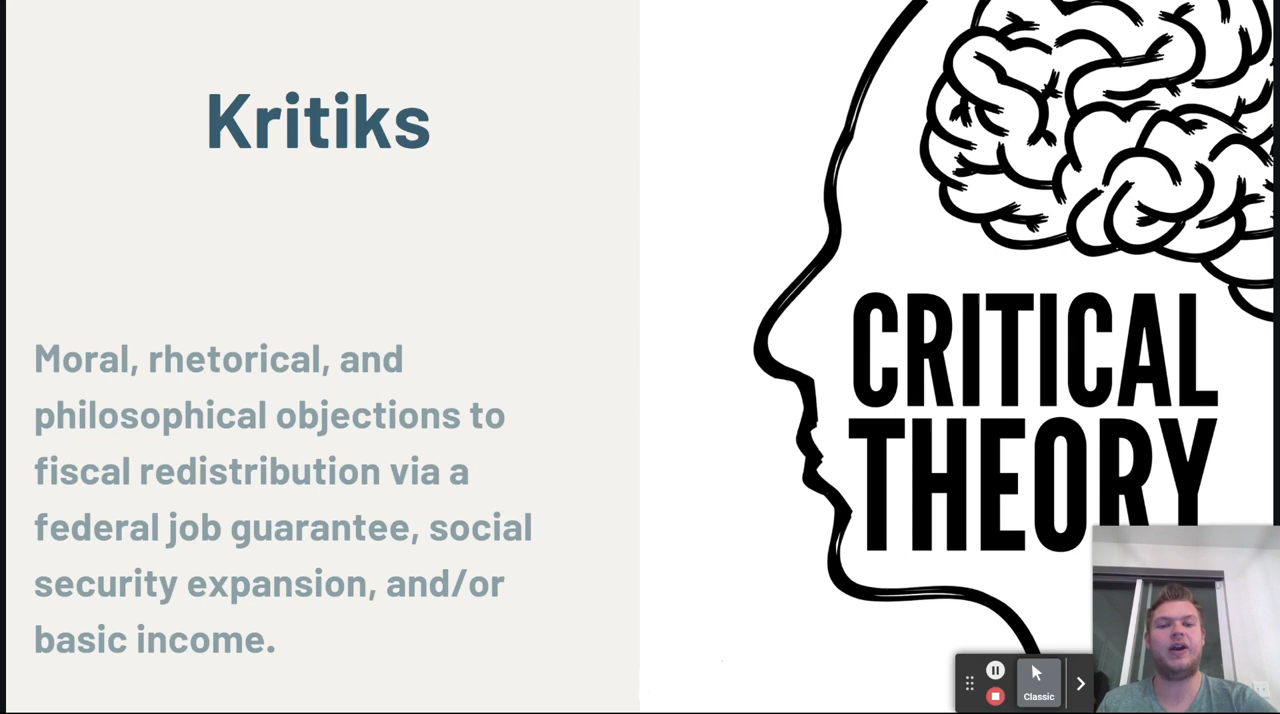 Kritiks
Moral, rhetorical, and
philosophical objections to
fiscal redistribution via a
federal job guarantee, social
security expansion, and/or
basic income.
CRITICAL
THEORY
Classic